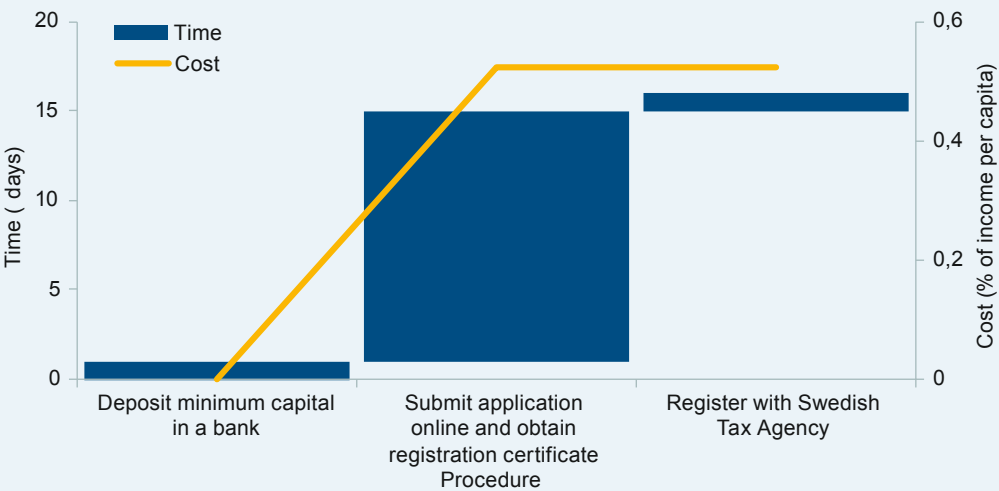 Time
Cost
20
15
10
5
0
Time ( days)
0,6
0,4
0,2
0
Cost (% of income per capita)
Deposit minimum capital
in a bank
Submit application
online and obtain
registration certificate
Register with Swedish
Tax Agency
Procedure